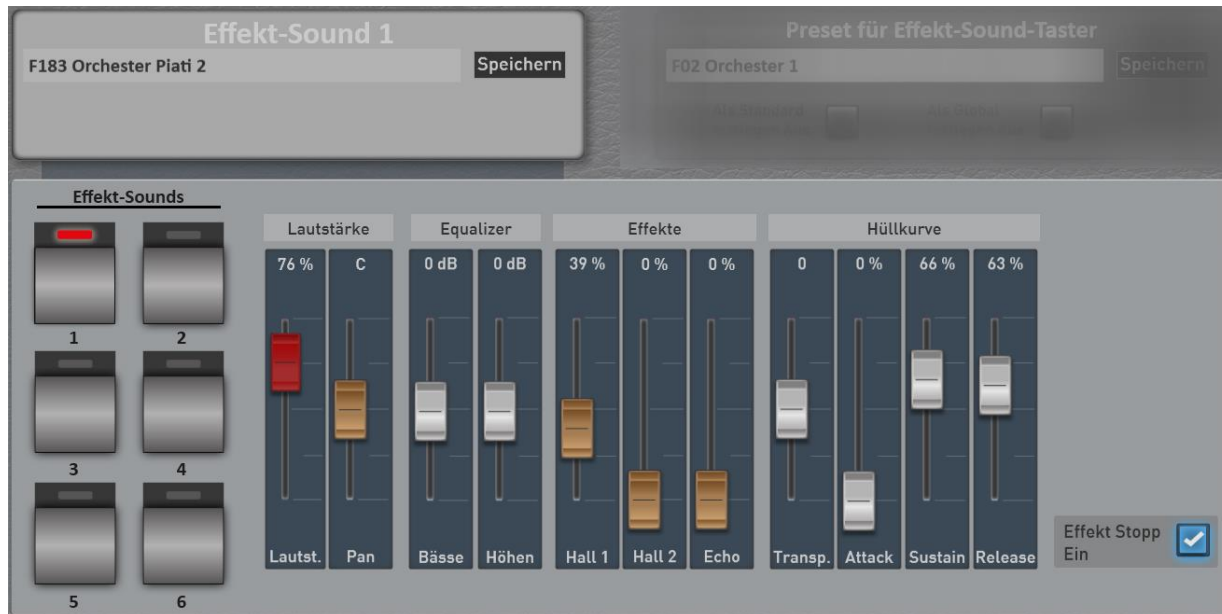 Effekt-Sound 1
F183 Orchester Piati 2
Speichern
Preset für Effekt-Sound-Taster
F02 Orchester 1
Speichern
Effekt-Sounds
1 2
3 4
5 6
Lautstärke Equalizer Effekte Hüllkurve
76 % C 0 dB 0 dB 39 % 0 % 0 % 0 0 % 66 % 63 %
Lautst. Pan Bässe Höhen Hall 1 Hall 2 Echo Transp. Attack Sustain Release
Effekt Stopp
Ein